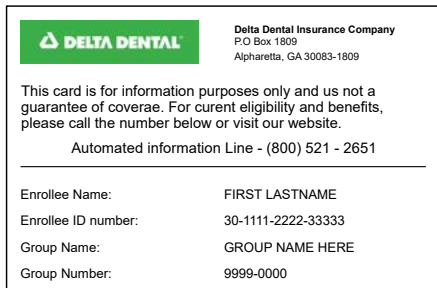 DELTA DENTAL
Delta Dental Insurance Company
P.O Box 1809
Alpharetta, GA 30083-1809
This card is for information purposes only and us not a
guarantee of coverae. For curent eligibility and benefits,
please call the number below or visit our website.
Automated information Line - (800) 521 - 2651
Enrollee Name: FIRST LASTNAME
Enrollee ID number: 30-1111-2222-33333
Group Name: GROUP NAME HERE
Group Number: 9999-0000